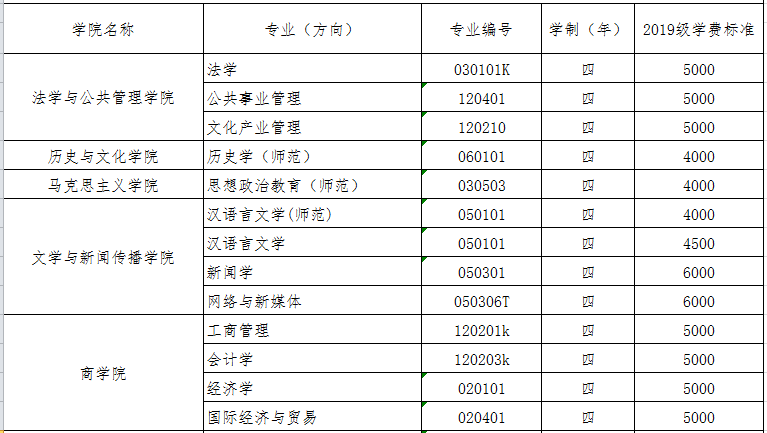 学院名称 专业（方向） 专业编号 学制（年） 2019级学费标准
法学与公共管理学院 法学 030101K 四 5000
公共事业管理 120401 四 5000
文化产业管理 120210 四 5000
历史与文化学院 历史学（师范） 060101 四 4000
马克思主义学院 思想政治教育（师范） 030503 四 4000
文学与新闻传播学院 汉语言文学(师范) 050101 四 4000
汉语言文学 050101 四 4500
新闻学 050301 四 6000
网络与新媒体 050306T 四 6000
商学院 工商管理 120201k 四 5000
会计学 120203k 四 5000
经济学 020101 四 5000
国际经济与贸易 020401 四 5000